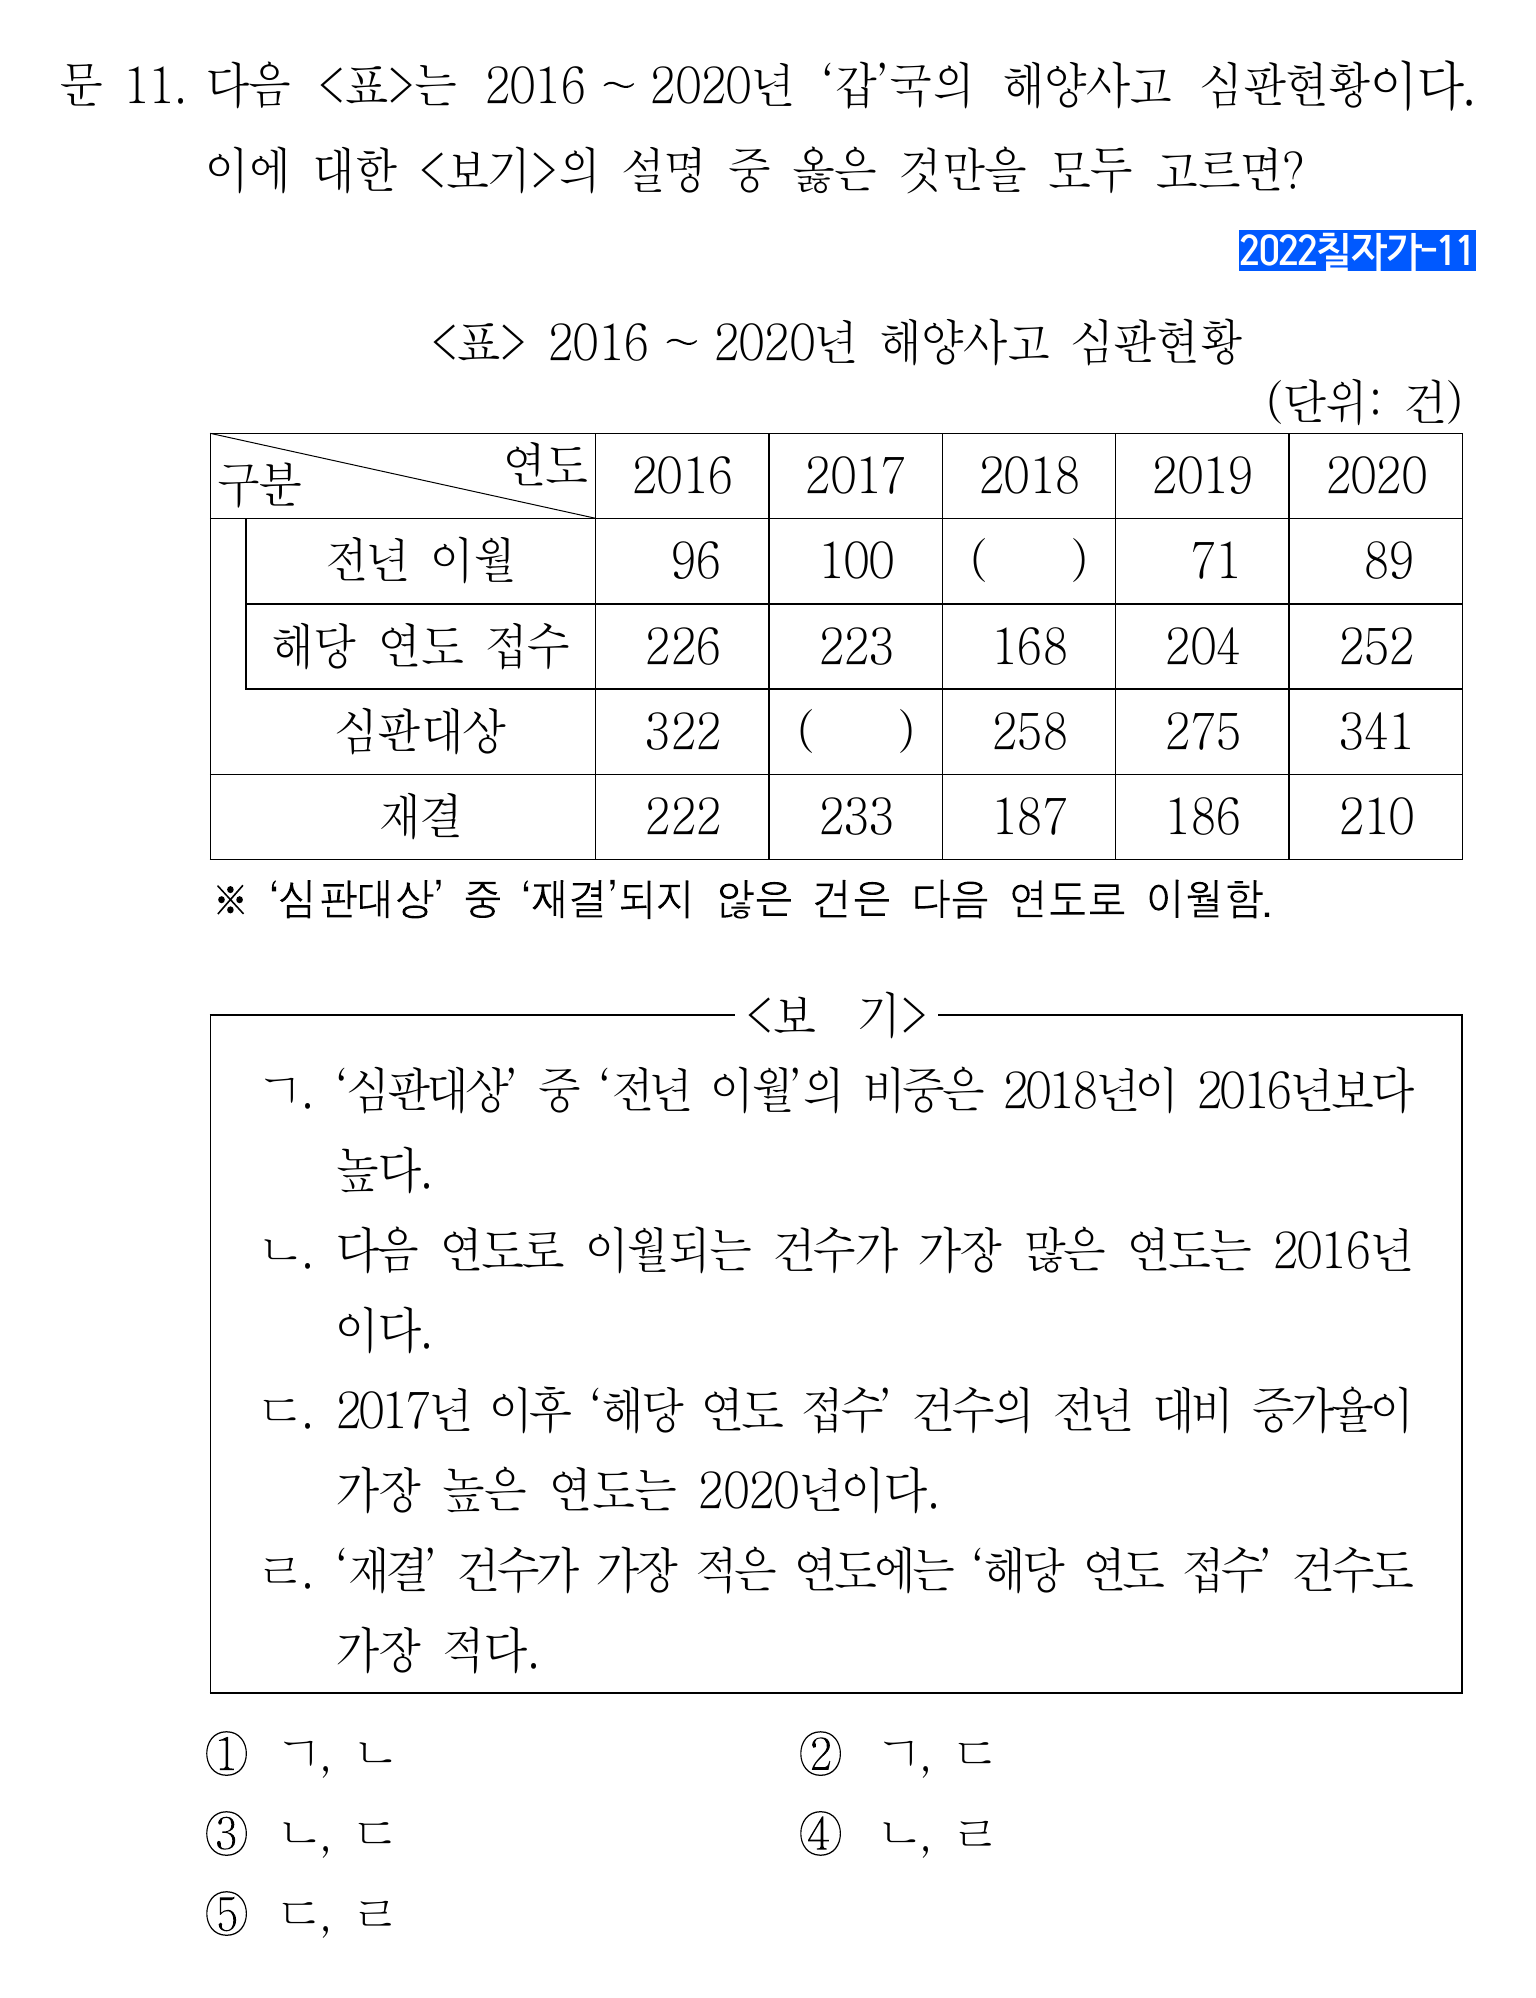 문 11. 다음 <표>는 2016 ~ 2020년 ‘갑’국의 해양사고 심판현황이다.
이에 대한 <보기>의 설명 중 옳은 것만을 모두 고르면?
2022칠자가-11
<표> 2016 ~ 2020년 해양사고 심판현황
(단위: 건)
구분 연도 2016 2017 2018 2019 2020
전년 이월 96 100 ( ) 71 89
해당 연도 접수 226 223 168 204 252
심판대상 322 ( ) 258 275 341
재결 222 233 187 186 210
※ ‘심판대상’ 중 ‘재결’되지 않은 건은 다음 연도로 이월함.
<보 기>
ㄱ. ‘심판대상’ 중 ‘전년 이월’의 비중은 2018년이 2016년보다
높다.
ㄴ. 다음 연도로 이월되는 건수가 가장 많은 연도는 2016년
이다.
ㄷ. 2017년 이후 ‘해당 연도 접수’ 건수의 전년 대비 증가율이
가장 높은 연도는 2020년이다.
ㄹ. ‘재결’ 건수가 가장 적은 연도에는 ‘해당 연도 접수’ 건수도
가장 적다.
① ㄱ, ㄴ ② ㄱ, ㄷ
③ ㄴ, ㄷ ④ ㄴ, ㄹ
⑤ ㄷ, ㄹ